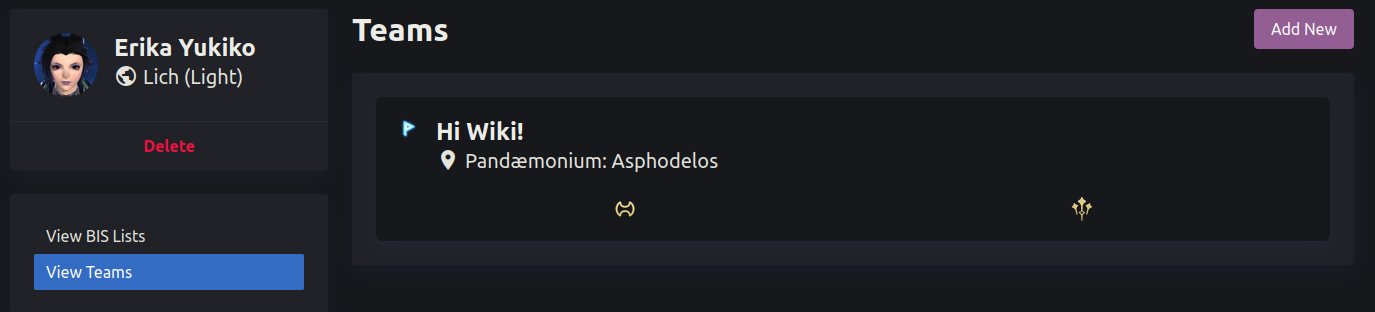 Erika Yukiko
Lich (Light)
Delete
View BIS Lists
View Teams
Teams
Add New
Hi Wiki!
Pandæmonium: Asphodelos